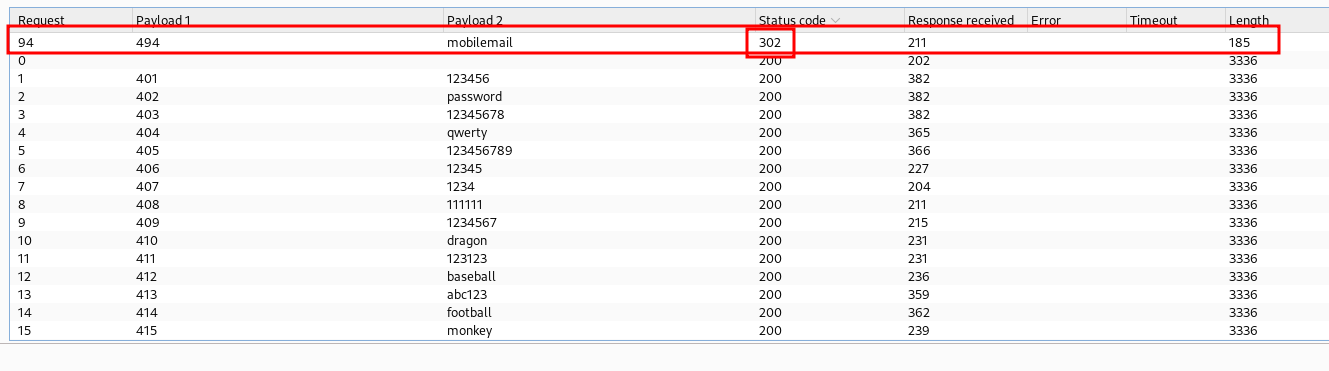 Request Payload 1 Payload 2 Status code Response received Error Timeout Length
94 494 mobilemail 302 211 185
0 200 202 3336
1 401 123456 200 382 3336
2 402 password 200 382 3336
3 403 12345678 200 382 3336
4 404 qwerty 200 365 3336
5 405 123456789 200 366 3336
6 406 12345 200 227 3336
7 407 1234 200 204 3336
8 408 111111 200 211 3336
9 409 1234567 200 215 3336
10 410 dragon 200 231 3336
11 411 123123 200 231 3336
12 412 baseball 200 236 3336
13 413 abc123 200 359 3336
14 414 football 200 362 3336
15 415 monkey 200 239 3336